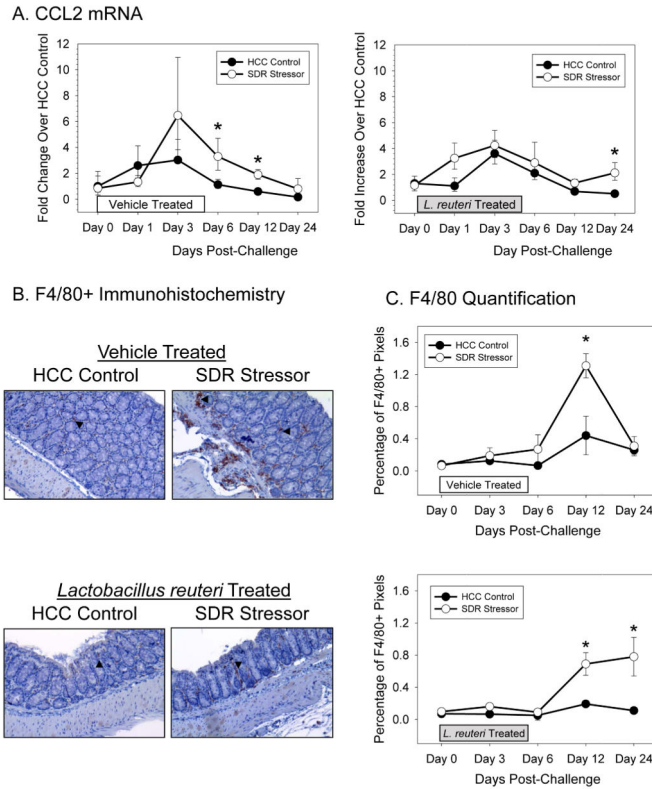 A. CCL2 mRNA
Fold Change Over HCC Control
12
10
8
6
4
2
0
HCC Control
SDR Stressor
*
*
Vehicle Treated
Day 0 Day 1 Day 3 Day 6 Day 12 Day 24
Days Post-Challenge
Fold Increase Over HCC Control
12
10
8
6
4
2
0
HCC Control
SDR Stressor
*
L. reuteri Treated
Day 0 Day 1 Day 3 Day 6 Day 12 Day 24
Day Post-Challenge
B. F4/80+ Immunohistochemistry
Vehicle Treated
HCC Control SDR Stressor
Lactobacillus reuteri Treated
HCC Control SDR Stressor
C. F4/80 Quantification
Percentage of F4/80+ Pixels
1.6
1.2
0.8
0.4
0.0
HCC Control
SDR Stressor
*
Vehicle Treated
Day 0 Day 3 Day 6 Day 12 Day 24
Days Post-Challenge
Percentage of F4/80+ Pixels
1.6
1.2
0.8
0.4
0.0
HCC Control
SDR Stressor
*
*
L. reuteri Treated
Day 0 Day 3 Day 6 Day 12 Day 24
Days Post-Challenge